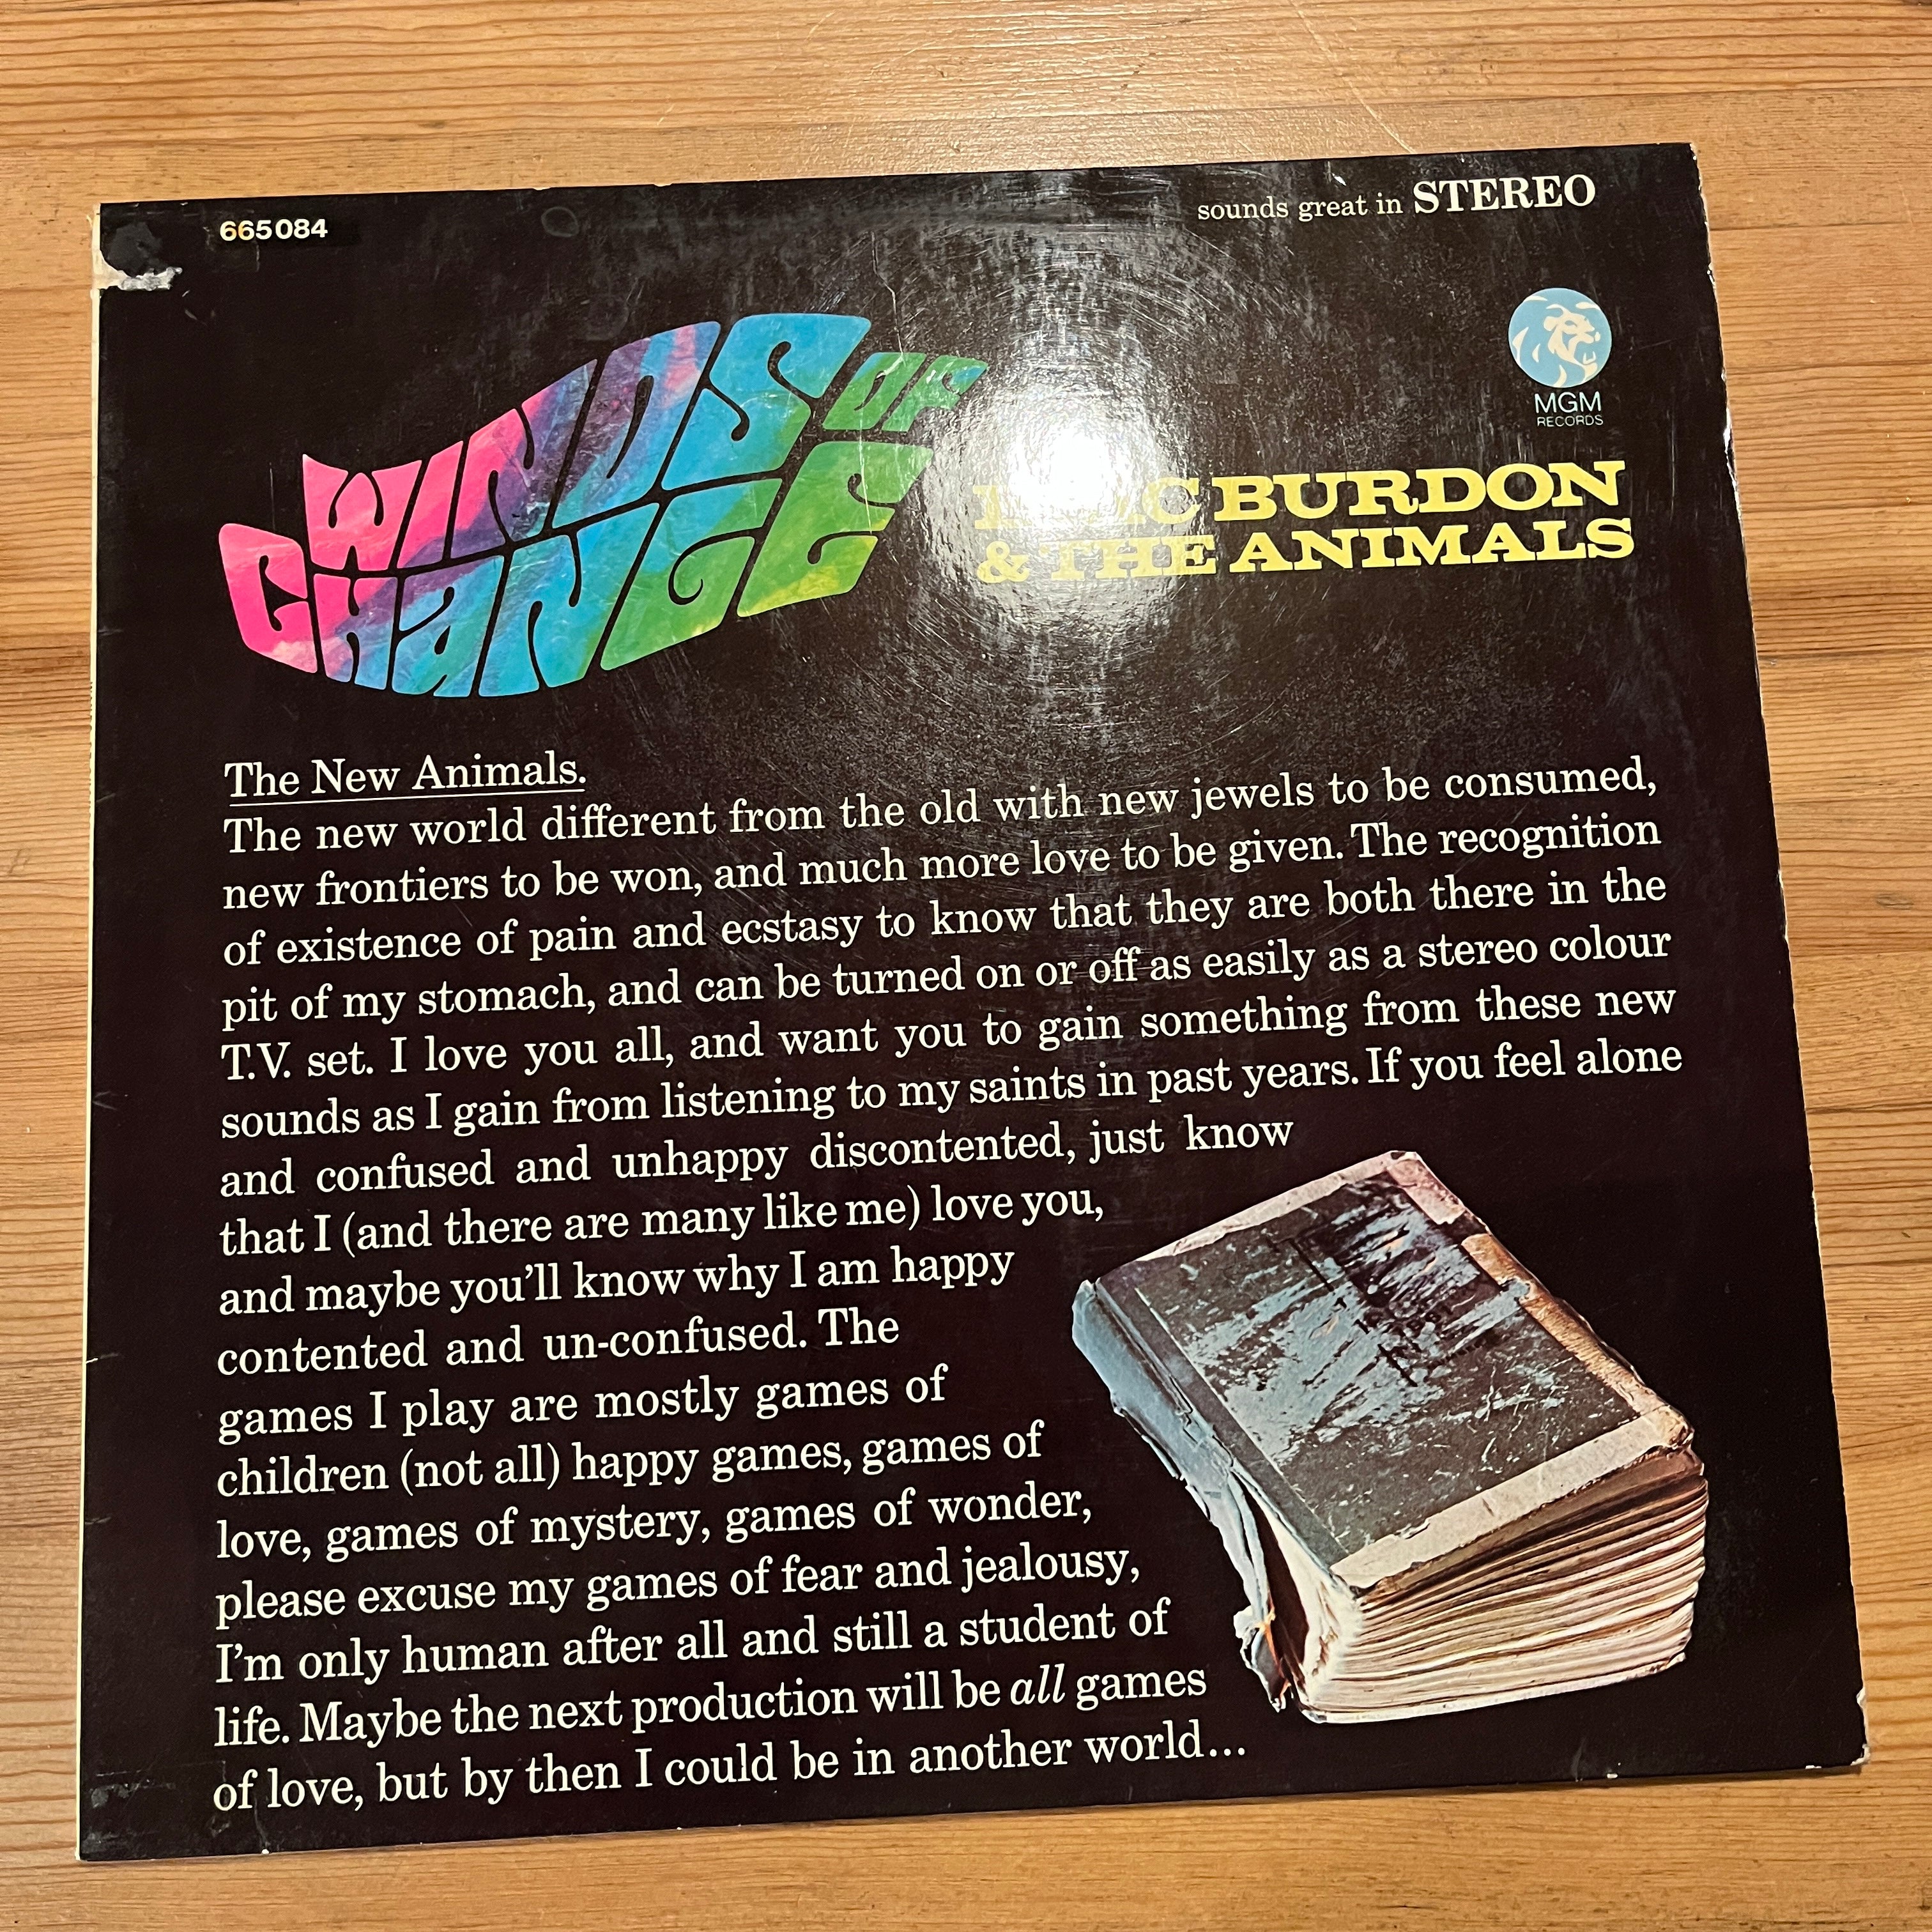 665084
sounds great in STEREO
WINDS OF
CHANGE
MGM
RECORDS
BURDON
& THE ANIMALS
The New Animals.
The new world different from the old with new jewels to be consumed,
new frontiers to be won, and much more love to be given. The recognition
of existence of pain and ecstasy to know that they are both there in the
pit of my stomach, and can be turned on or off as easily as a stereo colour
T.V. set. I love you all, and want you to gain something from these new
sounds as I gain from listening to my saints in past years. If you feel alone
and confused and unhappy discontented, just know
that I (and there are many like me) love you,
and maybe you'll know why I am happy
contented and un-confused. The
games I play are mostly games of
children (not all) happy games, games of
love, games of mystery, games of wonder,
please excuse my games of fear and jealousy,
I'm only human after all and still a student of
life. Maybe the next production will be all games
of love, but by then I could be in another world...